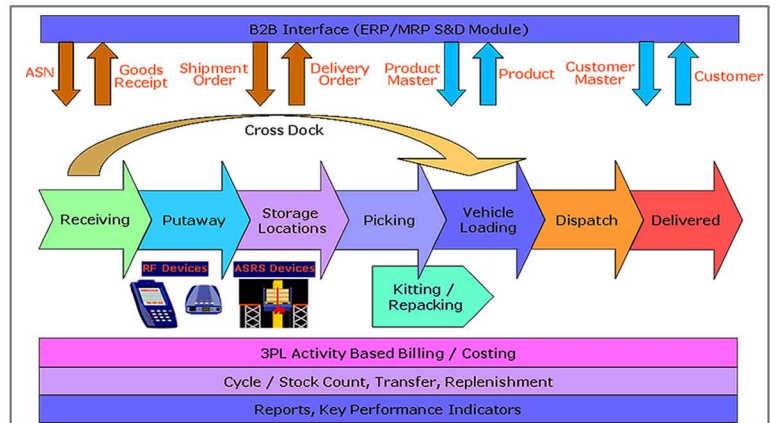 B2B Interface (ERP/MRP S&D Module)
ASN
Goods
Receipt
Shipment
Order
Delivery
Order
Product
Master
Product
Customer
Master
Customer
Cross Dock
Receiving
Putaway
Storage
Locations
Picking
Vehicle
Loading
Dispatch
Delivered
RF Devices
ASRS Devices
Kitting /
Repacking
3PL Activity Based Billing / Costing
Cycle / Stock Count, Transfer, Replenishment
Reports, Key Performance Indicators